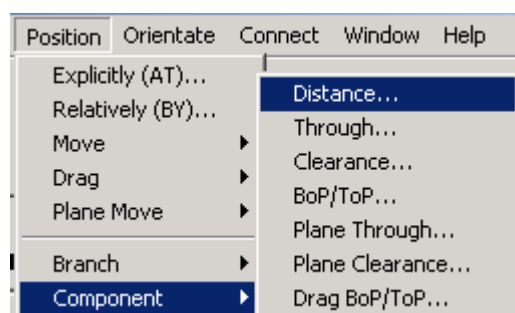 Position Orientate Connect Window Help
Explicitly (AT)...
Relatively (BY)...
Move
Drag
Plane Move
Branch
Component
Distance...
Through...
Clearance...
BoP/ToP...
Plane Through...
Plane Clearance...
Drag BoP/ToP...